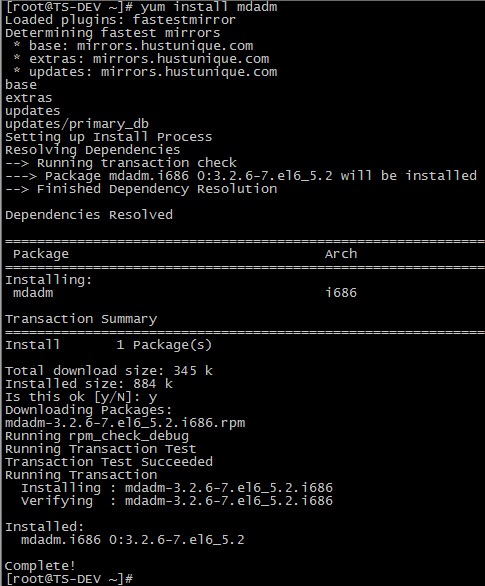 [root@TS-DEV ~]# yum install mdadm
Loaded plugins: fastestmirror
Determining fastest mirrors
 * base: mirrors.hustunique.com
 * extras: mirrors.hustunique.com
 * updates: mirrors.hustunique.com
base
extras
updates
updates/primary_db
Setting up Install Process
Resolving Dependencies
--> Running transaction check
---> Package mdadm.i686 0:3.2.6-7.el6_5.2 will be installed
--> Finished Dependency Resolution

Dependencies Resolved

============================================================
 Package                                Arch
============================================================
Installing:
 mdadm                                  i686

Transaction Summary
============================================================
Install       1 Package(s)

Total download size: 345 k
Installed size: 884 k
Is this ok [y/N]: y
Downloading Packages:
mdadm-3.2.6-7.el6_5.2.i686.rpm
Running rpm_check_debug
Running Transaction Test
Transaction Test Succeeded
Running Transaction
  Installing : mdadm-3.2.6-7.el6_5.2.i686
  Verifying  : mdadm-3.2.6-7.el6_5.2.i686

Installed:
  mdadm.i686 0:3.2.6-7.el6_5.2

Complete!
[root@TS-DEV ~]#